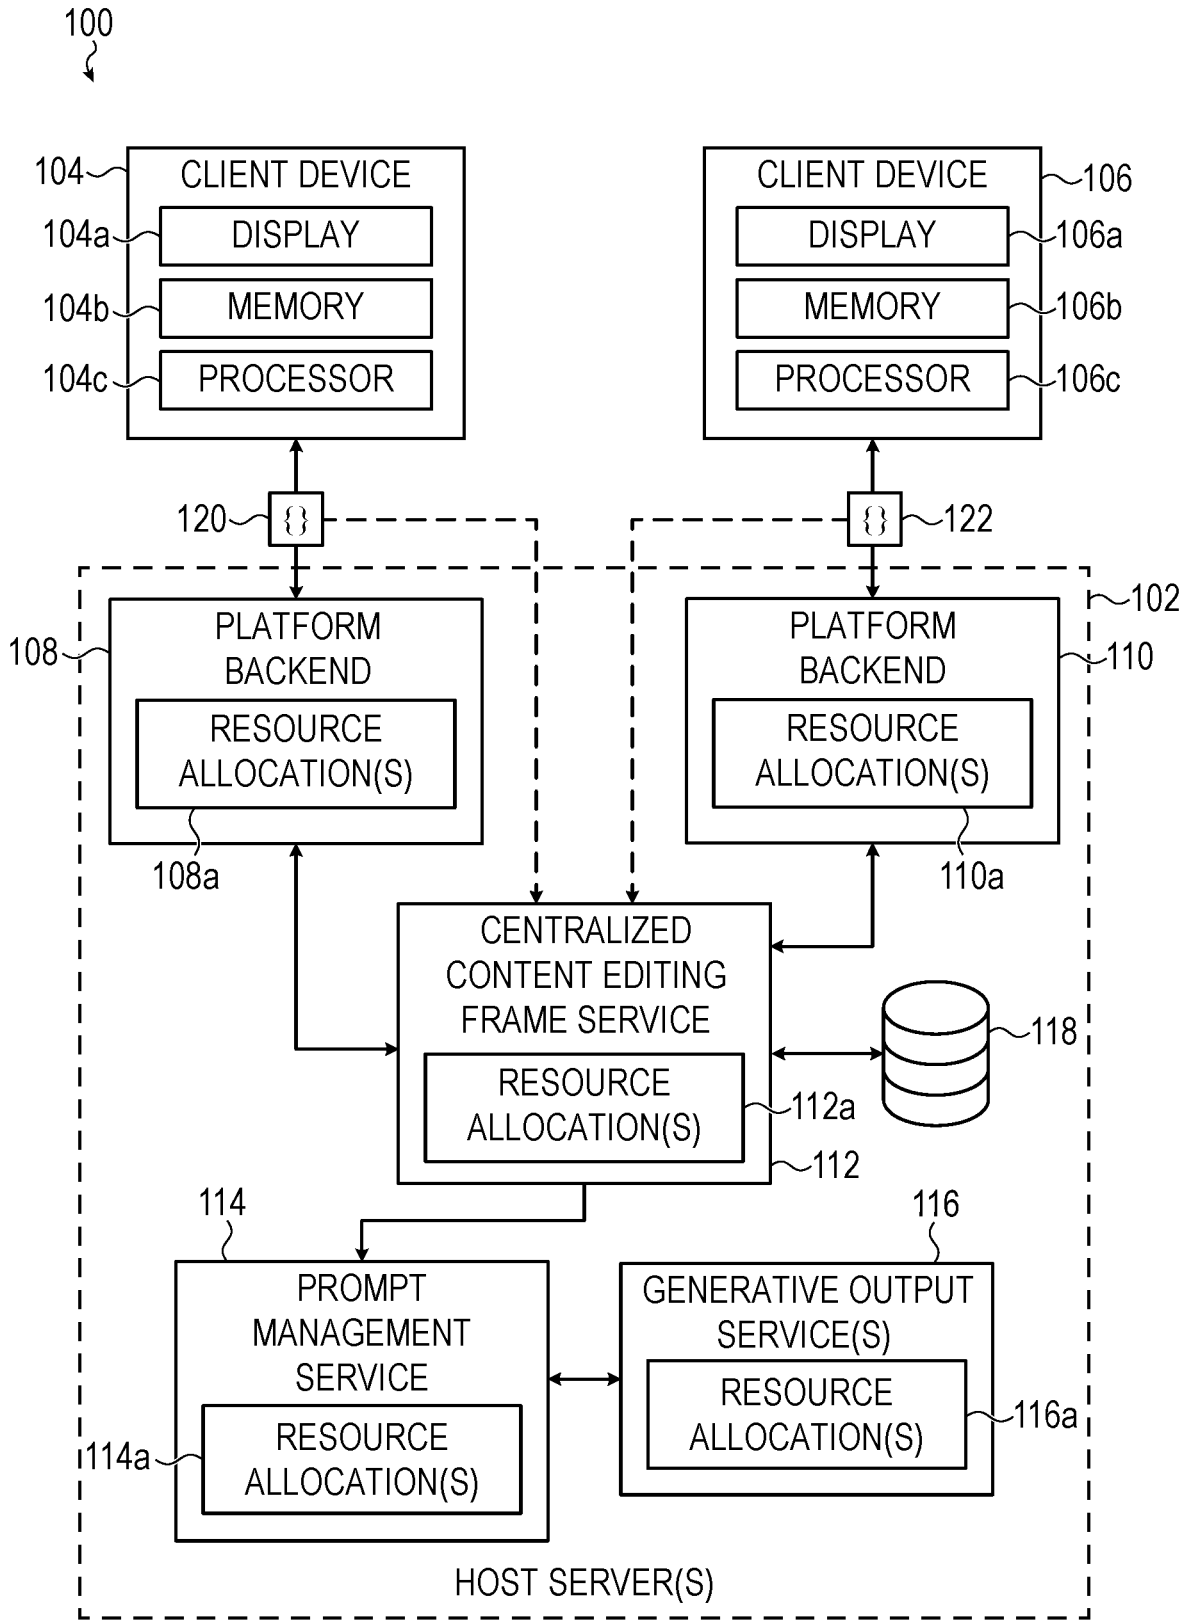 100
104
CLIENT DEVICE
104a
DISPLAY
104b
MEMORY
104c
PROCESSOR
CLIENT DEVICE
106
DISPLAY
106a
MEMORY
106b
PROCESSOR
106c
120
{}
{}
122
102
108
PLATFORM
BACKEND
RESOURCE
ALLOCATION(S)
108a
PLATFORM
BACKEND
110
RESOURCE
ALLOCATION(S)
110a
CENTRALIZED
CONTENT EDITING
FRAME SERVICE
RESOURCE
ALLOCATION(S)
112a
112
118
114
PROMPT
MANAGEMENT
SERVICE
114a
RESOURCE
ALLOCATION(S)
116
GENERATIVE OUTPUT
SERVICE(S)
RESOURCE
ALLOCATION(S)
116a
HOST SERVER(S)